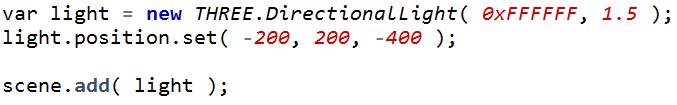 var light = new THREE.DirectionalLight( 0xFFFFFF, 1.5 );
light.position.set( -200, 200, -400 );
scene.add( light );